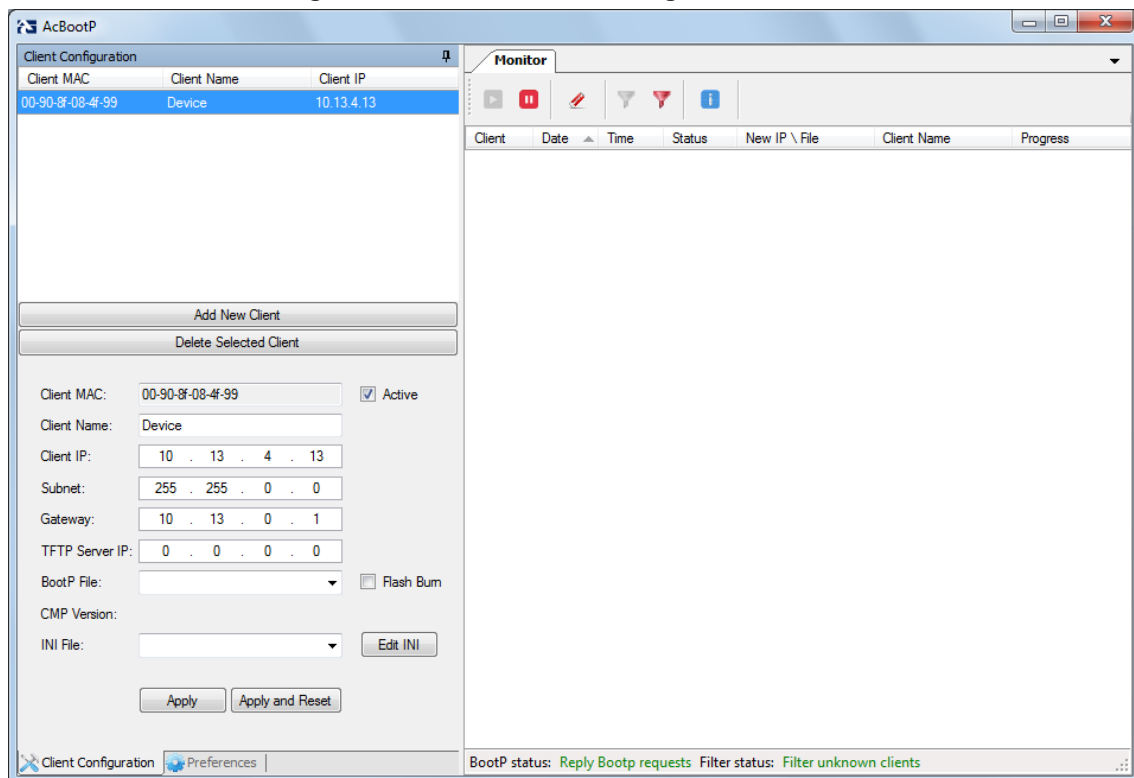 AcBootP
Client Configuration
Client MAC Client Name Client IP
00-90-8f-08-4f-99 Device 10.13.4.13
Add New Client
Delete Selected Client
Client MAC: 00-90-8f-08-4f-99 Active
Client Name: Device
Client IP: 10 . 13 . 4 . 13
Subnet: 255 . 255 . 0 . 0
Gateway: 10 . 13 . 0 . 1
TFTP Server IP: 0 . 0 . 0 . 0
BootP File: Flash Burn
CMP Version:
INI File: Edit INI
Apply Apply and Reset
Client Configuration Preferences
Monitor
Client Date Time Status New IP \ File Client Name Progress
BootP status: Reply Bootp requests Filter status: Filter unknown clients